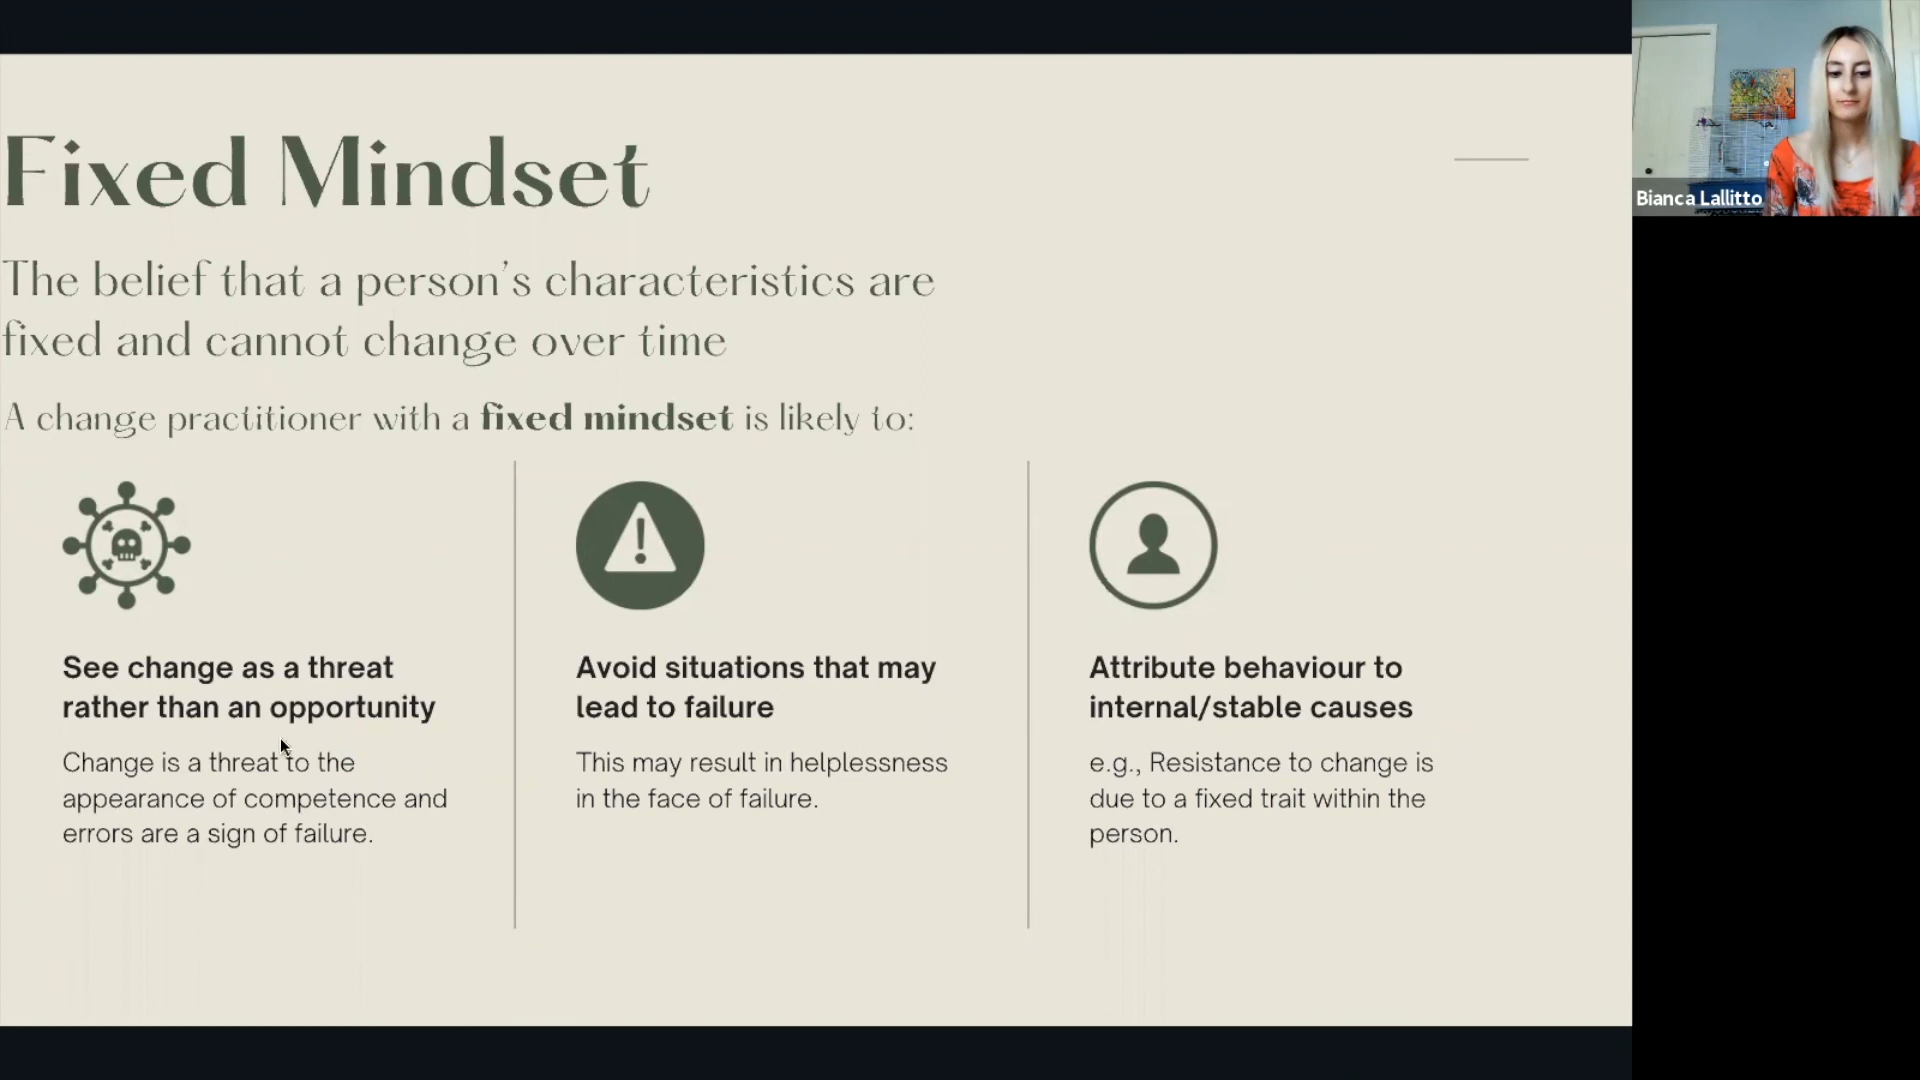 Fixed Mindset
The belief that a person's characteristics are
fixed and cannot change over time
A change practitioner with a fixed mindset is likely to:
See change as a threat
rather than an opportunity
Change is a threat to the
appearance of competence and
errors are a sign of failure.
Avoid situations that may
lead to failure
This may result in helplessness
in the face of failure.
Attribute behaviour to
internal/stable causes
e.g., Resistance to change is
due to a fixed trait within the
person.
Bianca Lallitto